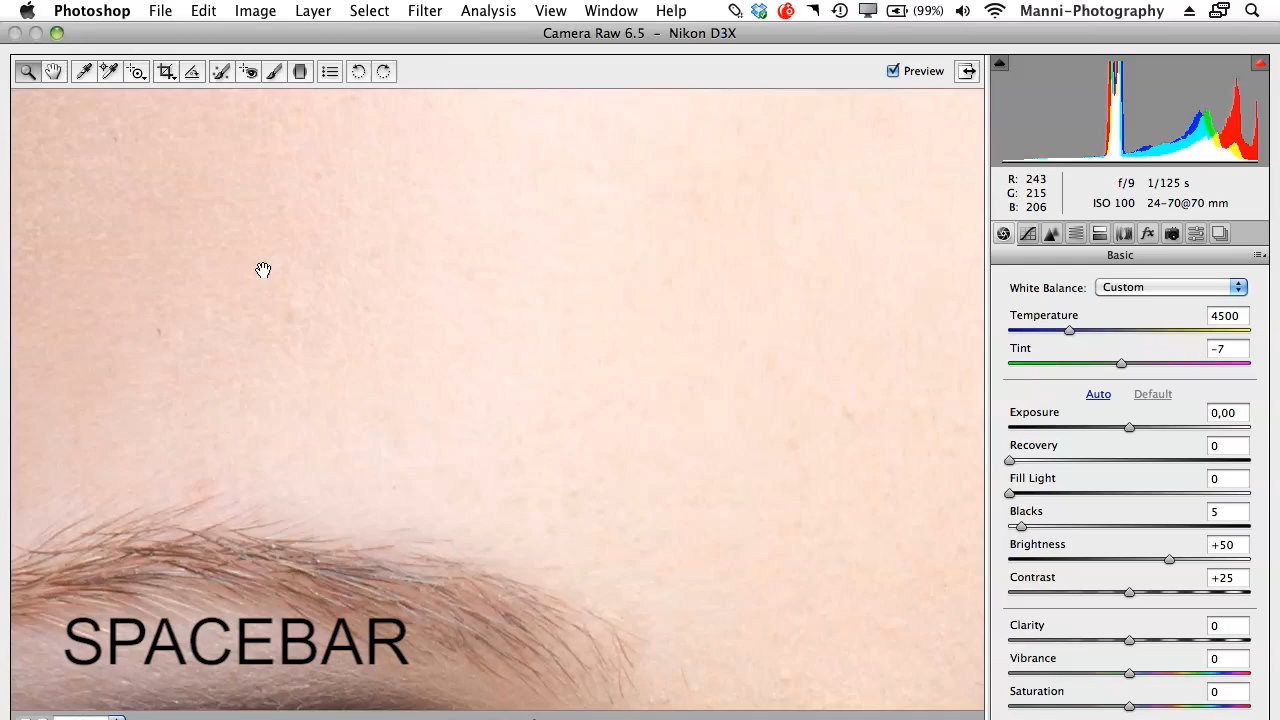 Photoshop File Edit Image Layer Select Filter Analysis View Window Help (99%) Manni-Photography
Camera Raw 6.5 - Nikon D3X
Preview
R: 243
G: 215
B: 206
f/9 1/125 s
ISO 100 24-70@70 mm
Basic
White Balance: Custom
Temperature 4500
Tint -7
Auto Default
Exposure 0,00
Recovery 0
Fill Light 0
Blacks 5
Brightness +50
Contrast +25
Clarity 0
Vibrance 0
Saturation 0
SPACEBAR